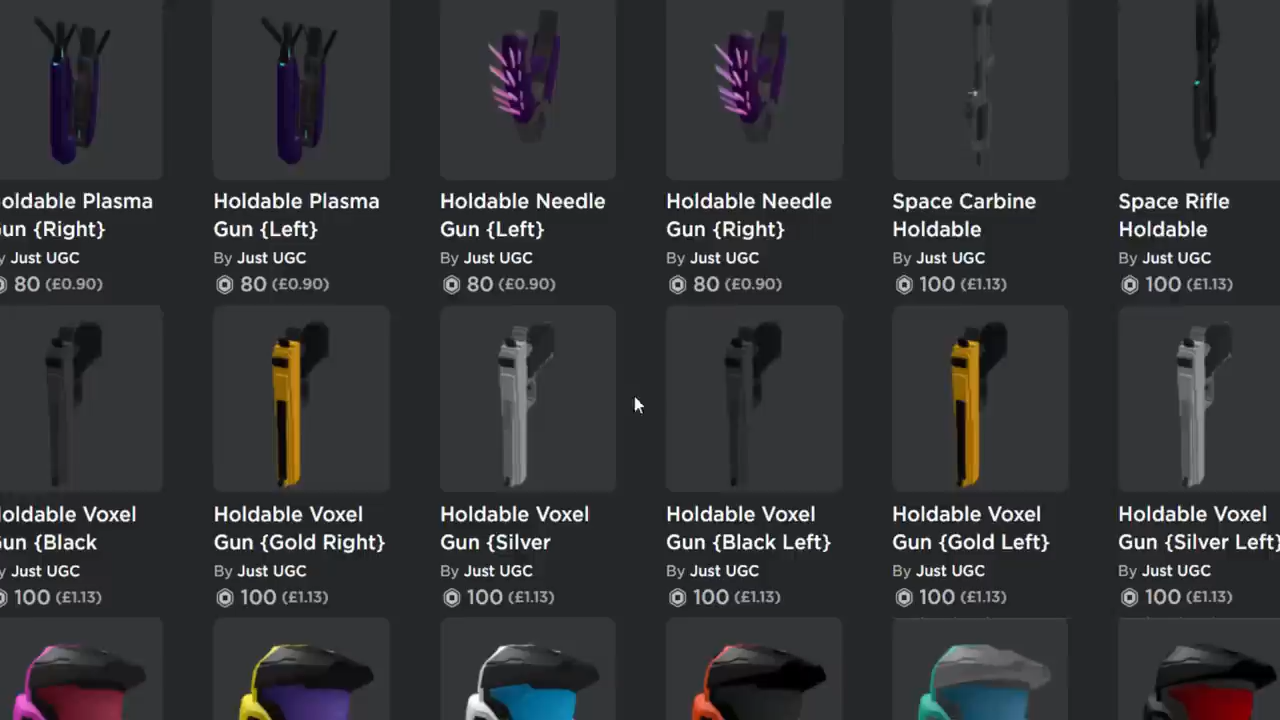 oldable Plasma
un {Right}
y Just UGC
80 (£0.90)
Holdable Plasma
Gun {Left}
By Just UGC
80 (£0.90)
Holdable Needle
Gun {Left}
By Just UGC
80 (£0.90)
Holdable Needle
Gun {Right}
By Just UGC
80 (£0.90)
Space Carbine
Holdable
By Just UGC
100 (£1.13)
Space Rifle
Holdable
By Just UGC
100 (£1.13)
oldable Voxel
un {Black
y Just UGC
100 (£1.13)
Holdable Voxel
Gun {Gold Right}
By Just UGC
100 (£1.13)
Holdable Voxel
Gun {Silver
By Just UGC
100 (£1.13)
Holdable Voxel
Gun {Black Left}
By Just UGC
100 (£1.13)
Holdable Voxel
Gun {Gold Left}
By Just UGC
100 (£1.13)
Holdable Voxel
Gun {Silver Left}
By Just UGC
100 (£1.13)